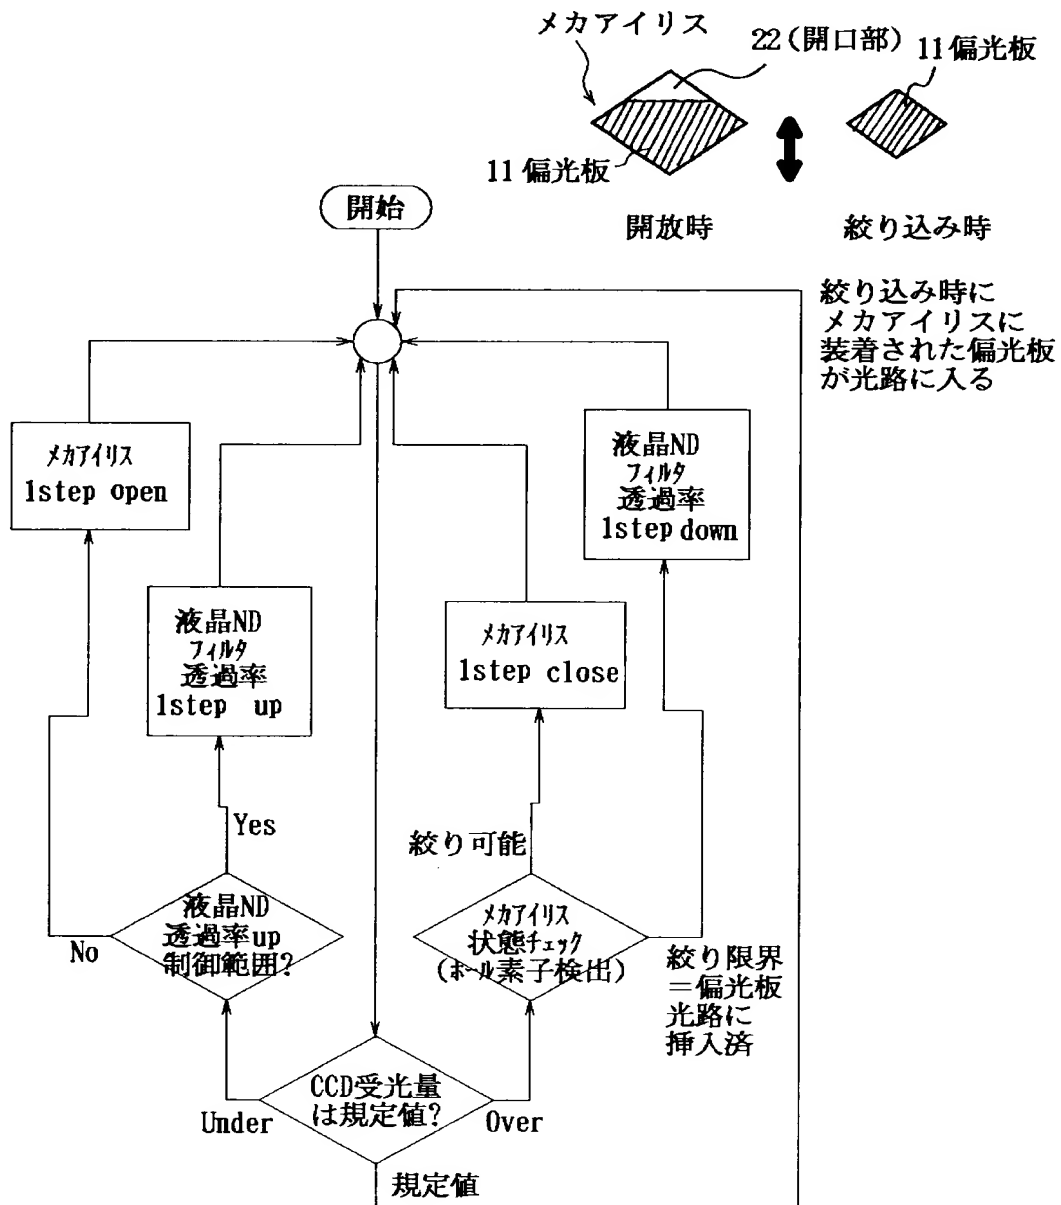 メカアイリス
22(開口部)
11偏光板
11偏光板
開放時
絞り込み時
開始
絞り込み時に
メカアイリスに
装着された偏光板
が光路に入る
メカアイリス
1step open
液晶ND
フィルタ
透過率
1step down
液晶ND
フィルタ
透過率
1step up
メカアイリス
1step close
Yes
絞り可能
液晶ND
透過率up
制御範囲?
No
メカアイリス
状態チェック
(ホール素子検出)
絞り限界
=偏光板
光路に
挿入済
CCD受光量
は規定値?
Under
Over
規定値